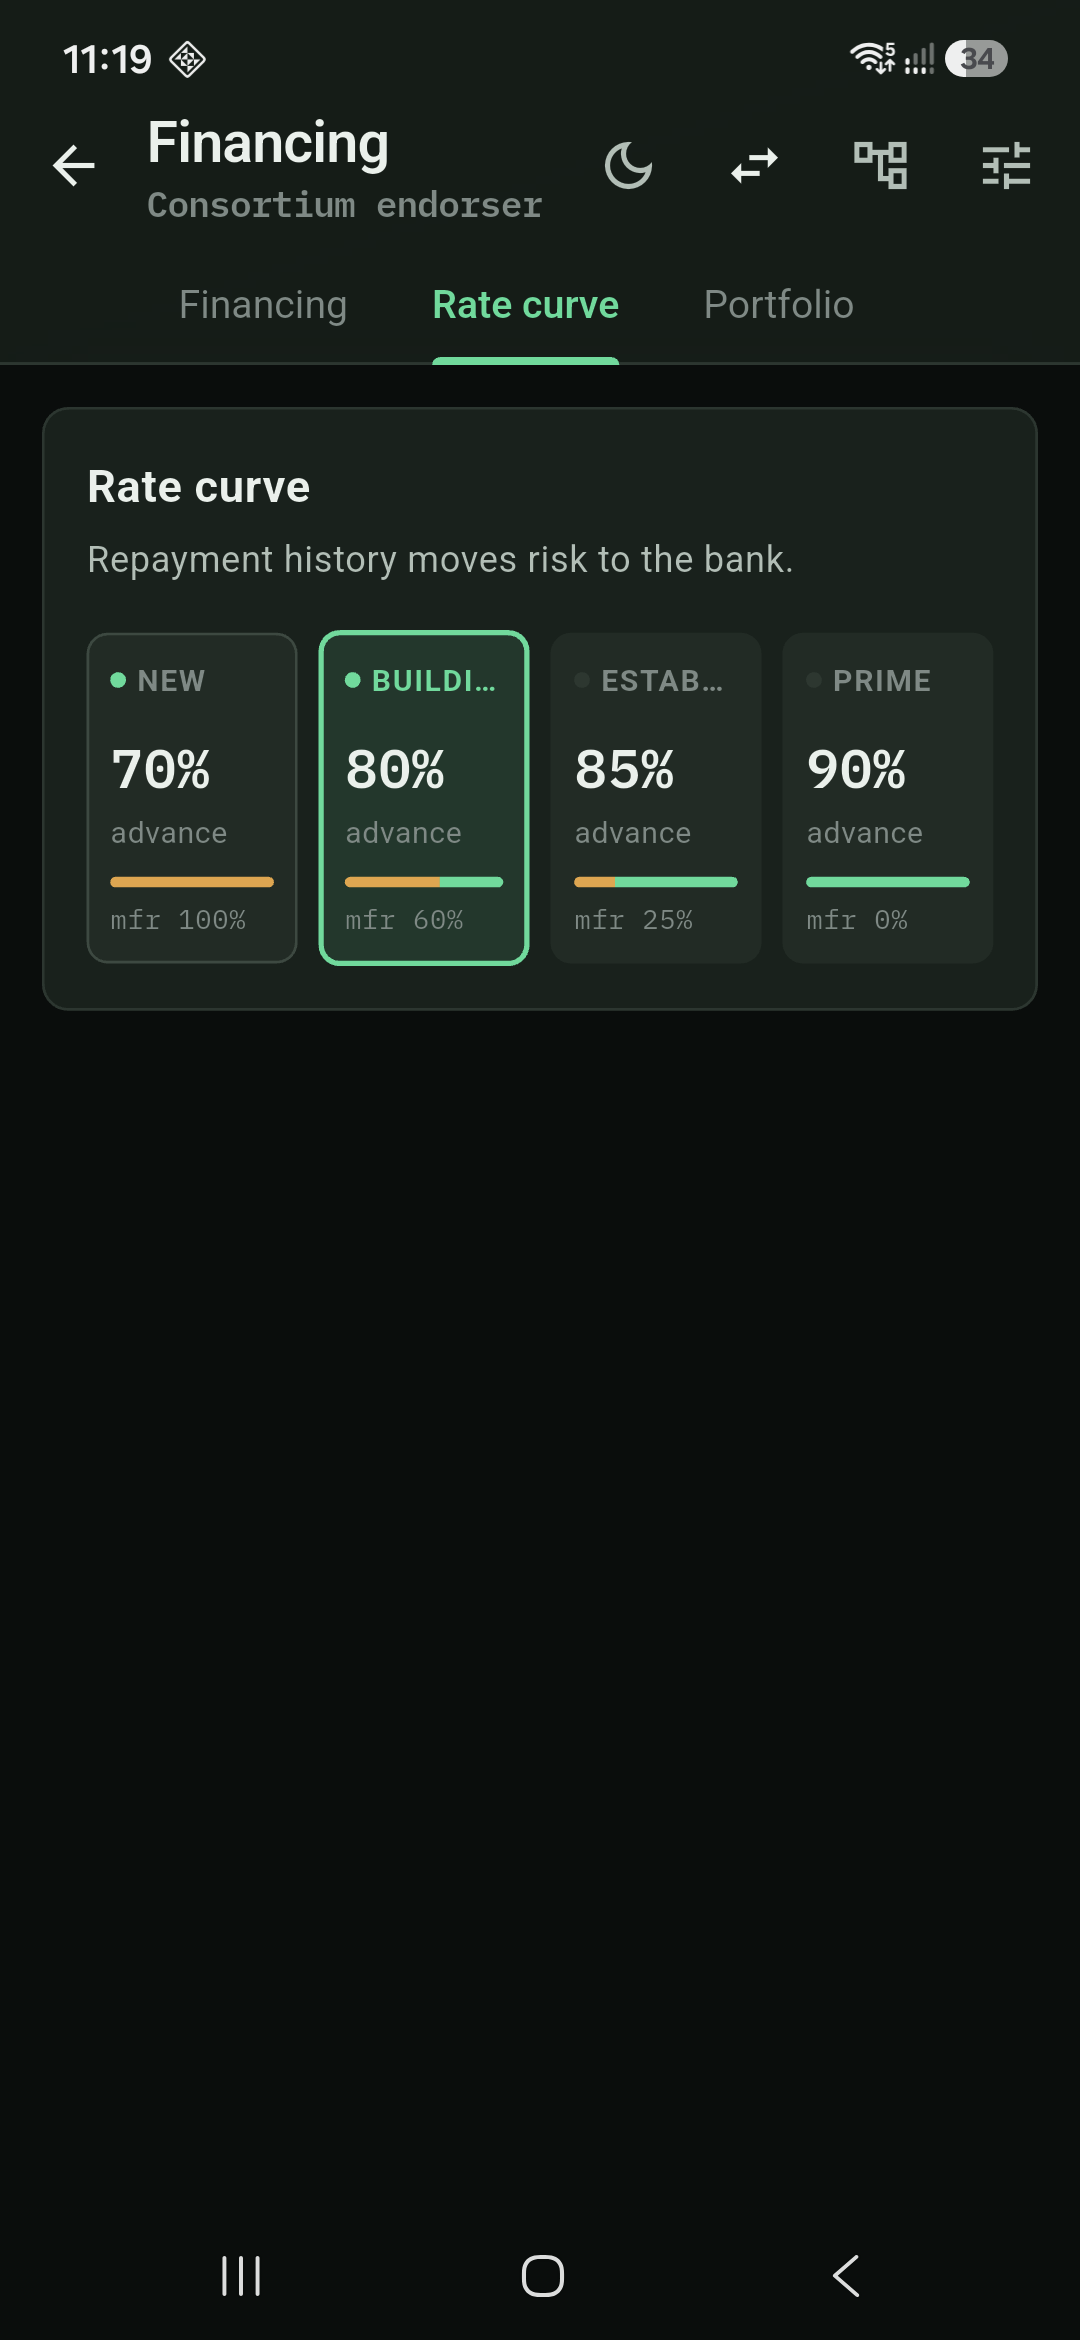 11:19
5
34
Financing
Consortium endorser
Financing Rate curve Portfolio
Rate curve
Repayment history moves risk to the bank.
NEW BUILDI… ESTAB… PRIME
70% 80% 85% 90%
advance advance advance advance
mfr 100% mfr 60% mfr 25% mfr 0%